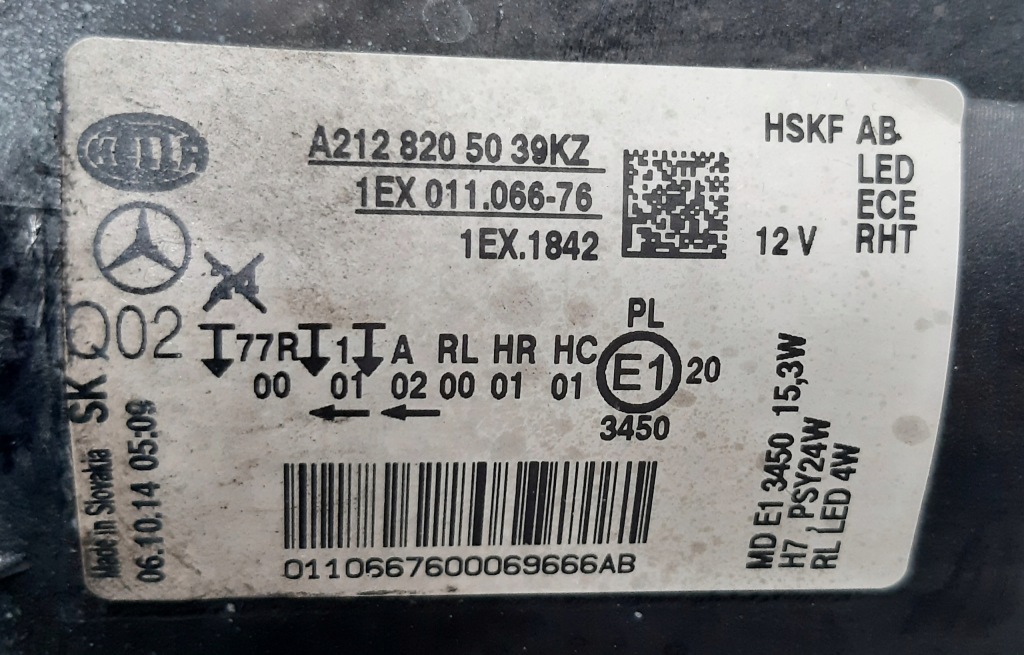 HELLA
A212 820 50 39KZ
1EX 011.066-76
1EX.1842
HSKF AB
LED
ECE
12 V RHT
Q02
77R 1 A RL HR HC
00 01 02 00 01 01
PL
E1 20
3450
0110667600069666AB
Made in Slovakia SK
06.10.14 05:09
MD E1 3450 15,3W
H7, PSY24W
RL LED 4W